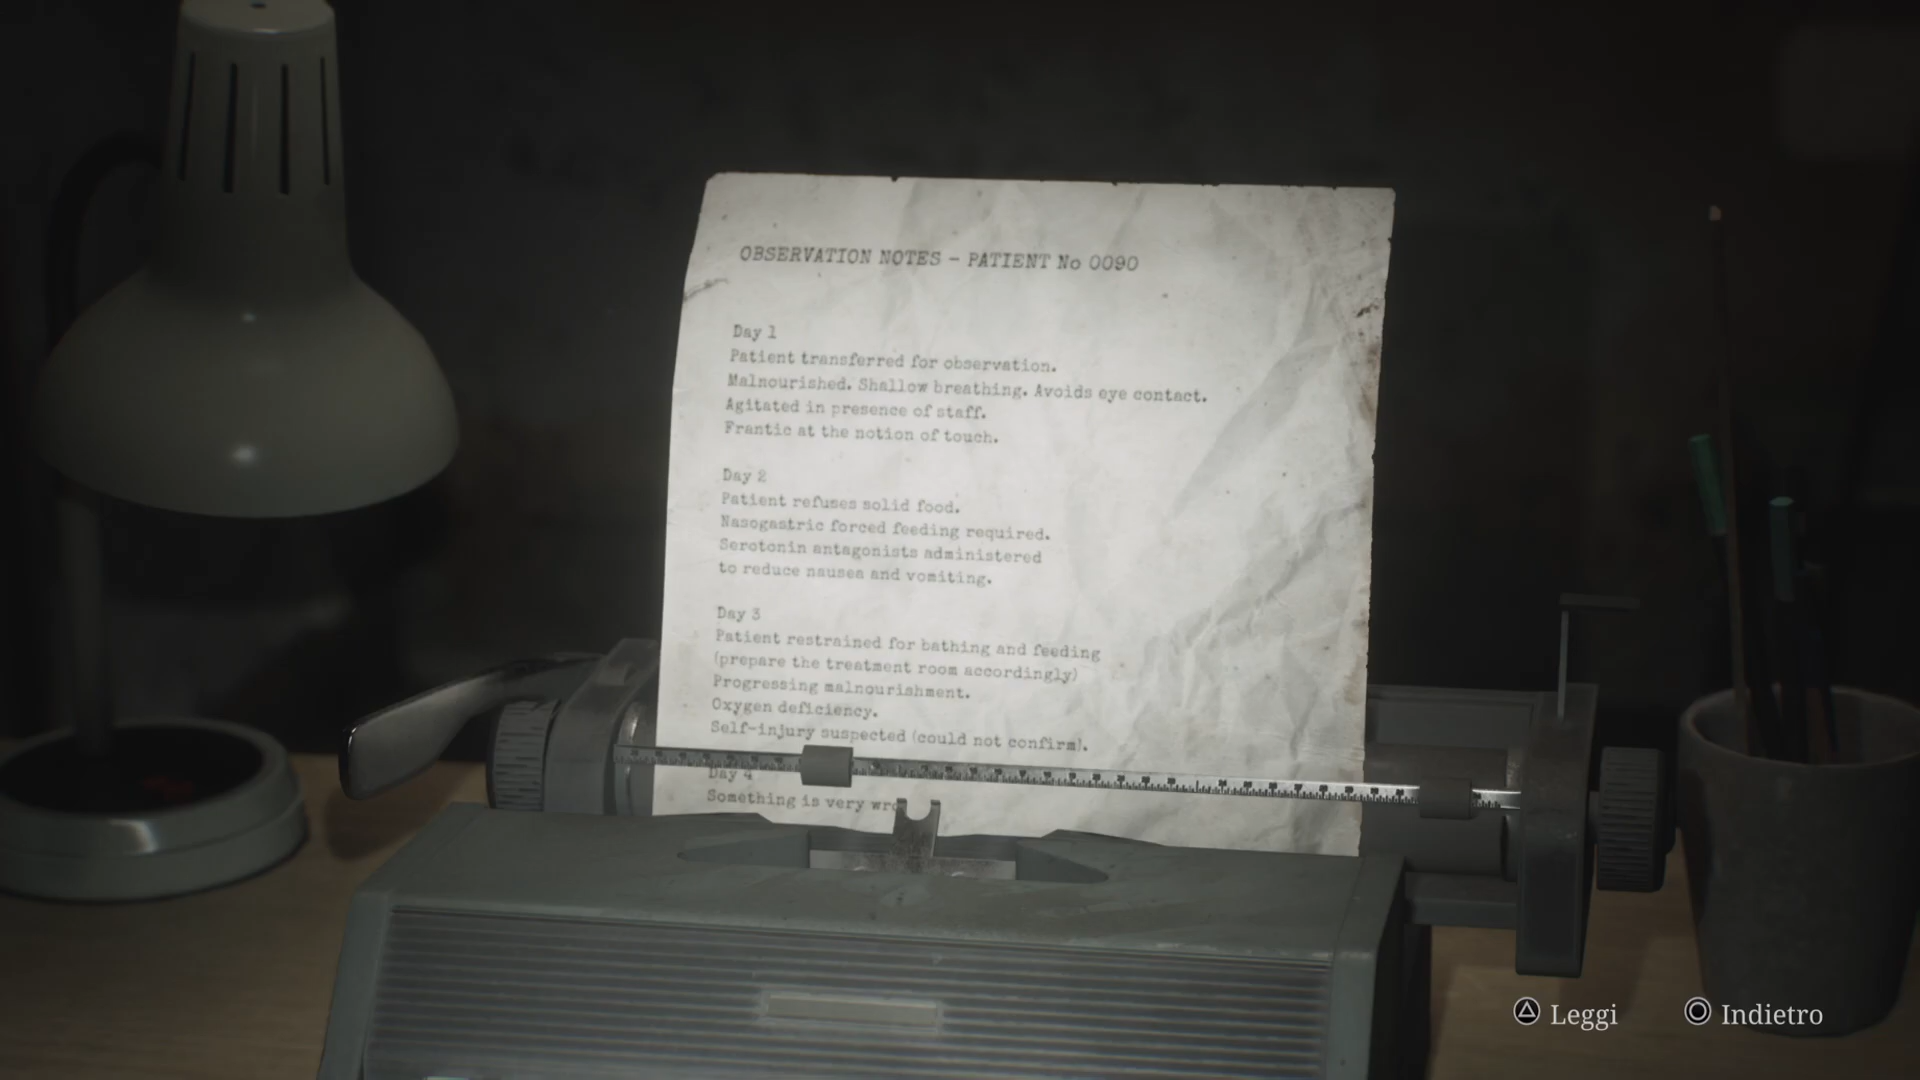 OBSERVATION NOTES - PATIENT No 0090
Day 1
Patient transferred for observation.
Malnourished. Shallow breathing. Avoids eye contact.
Agitated in presence of staff.
Frantic at the notion of touch.
Day 2
Patient refuses solid food.
Nasogastric forced feeding required.
Serotonin antagonists administered
to reduce nausea and vomiting.
Day 3
Patient restrained for bathing and feeding
(prepare the treatment room accordingly)
Progressing malnourishment.
Oxygen deficiency.
Self-injury suspected (could not confirm).
Day 4
Something is very wro
Leggi
Indietro